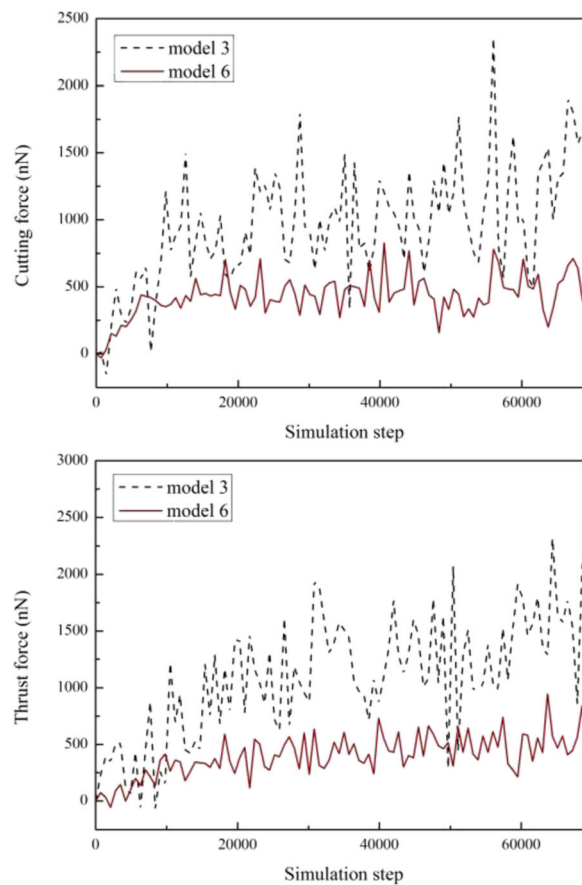 2500
2000
1500
1000
500
0
Cutting force (nN)
model 3
model 6
0 20000 40000 60000
Simulation step
3000
2500
2000
1500
1000
500
0
Thrust force (nN)
model 3
model 6
0 20000 40000 60000
Simulation step